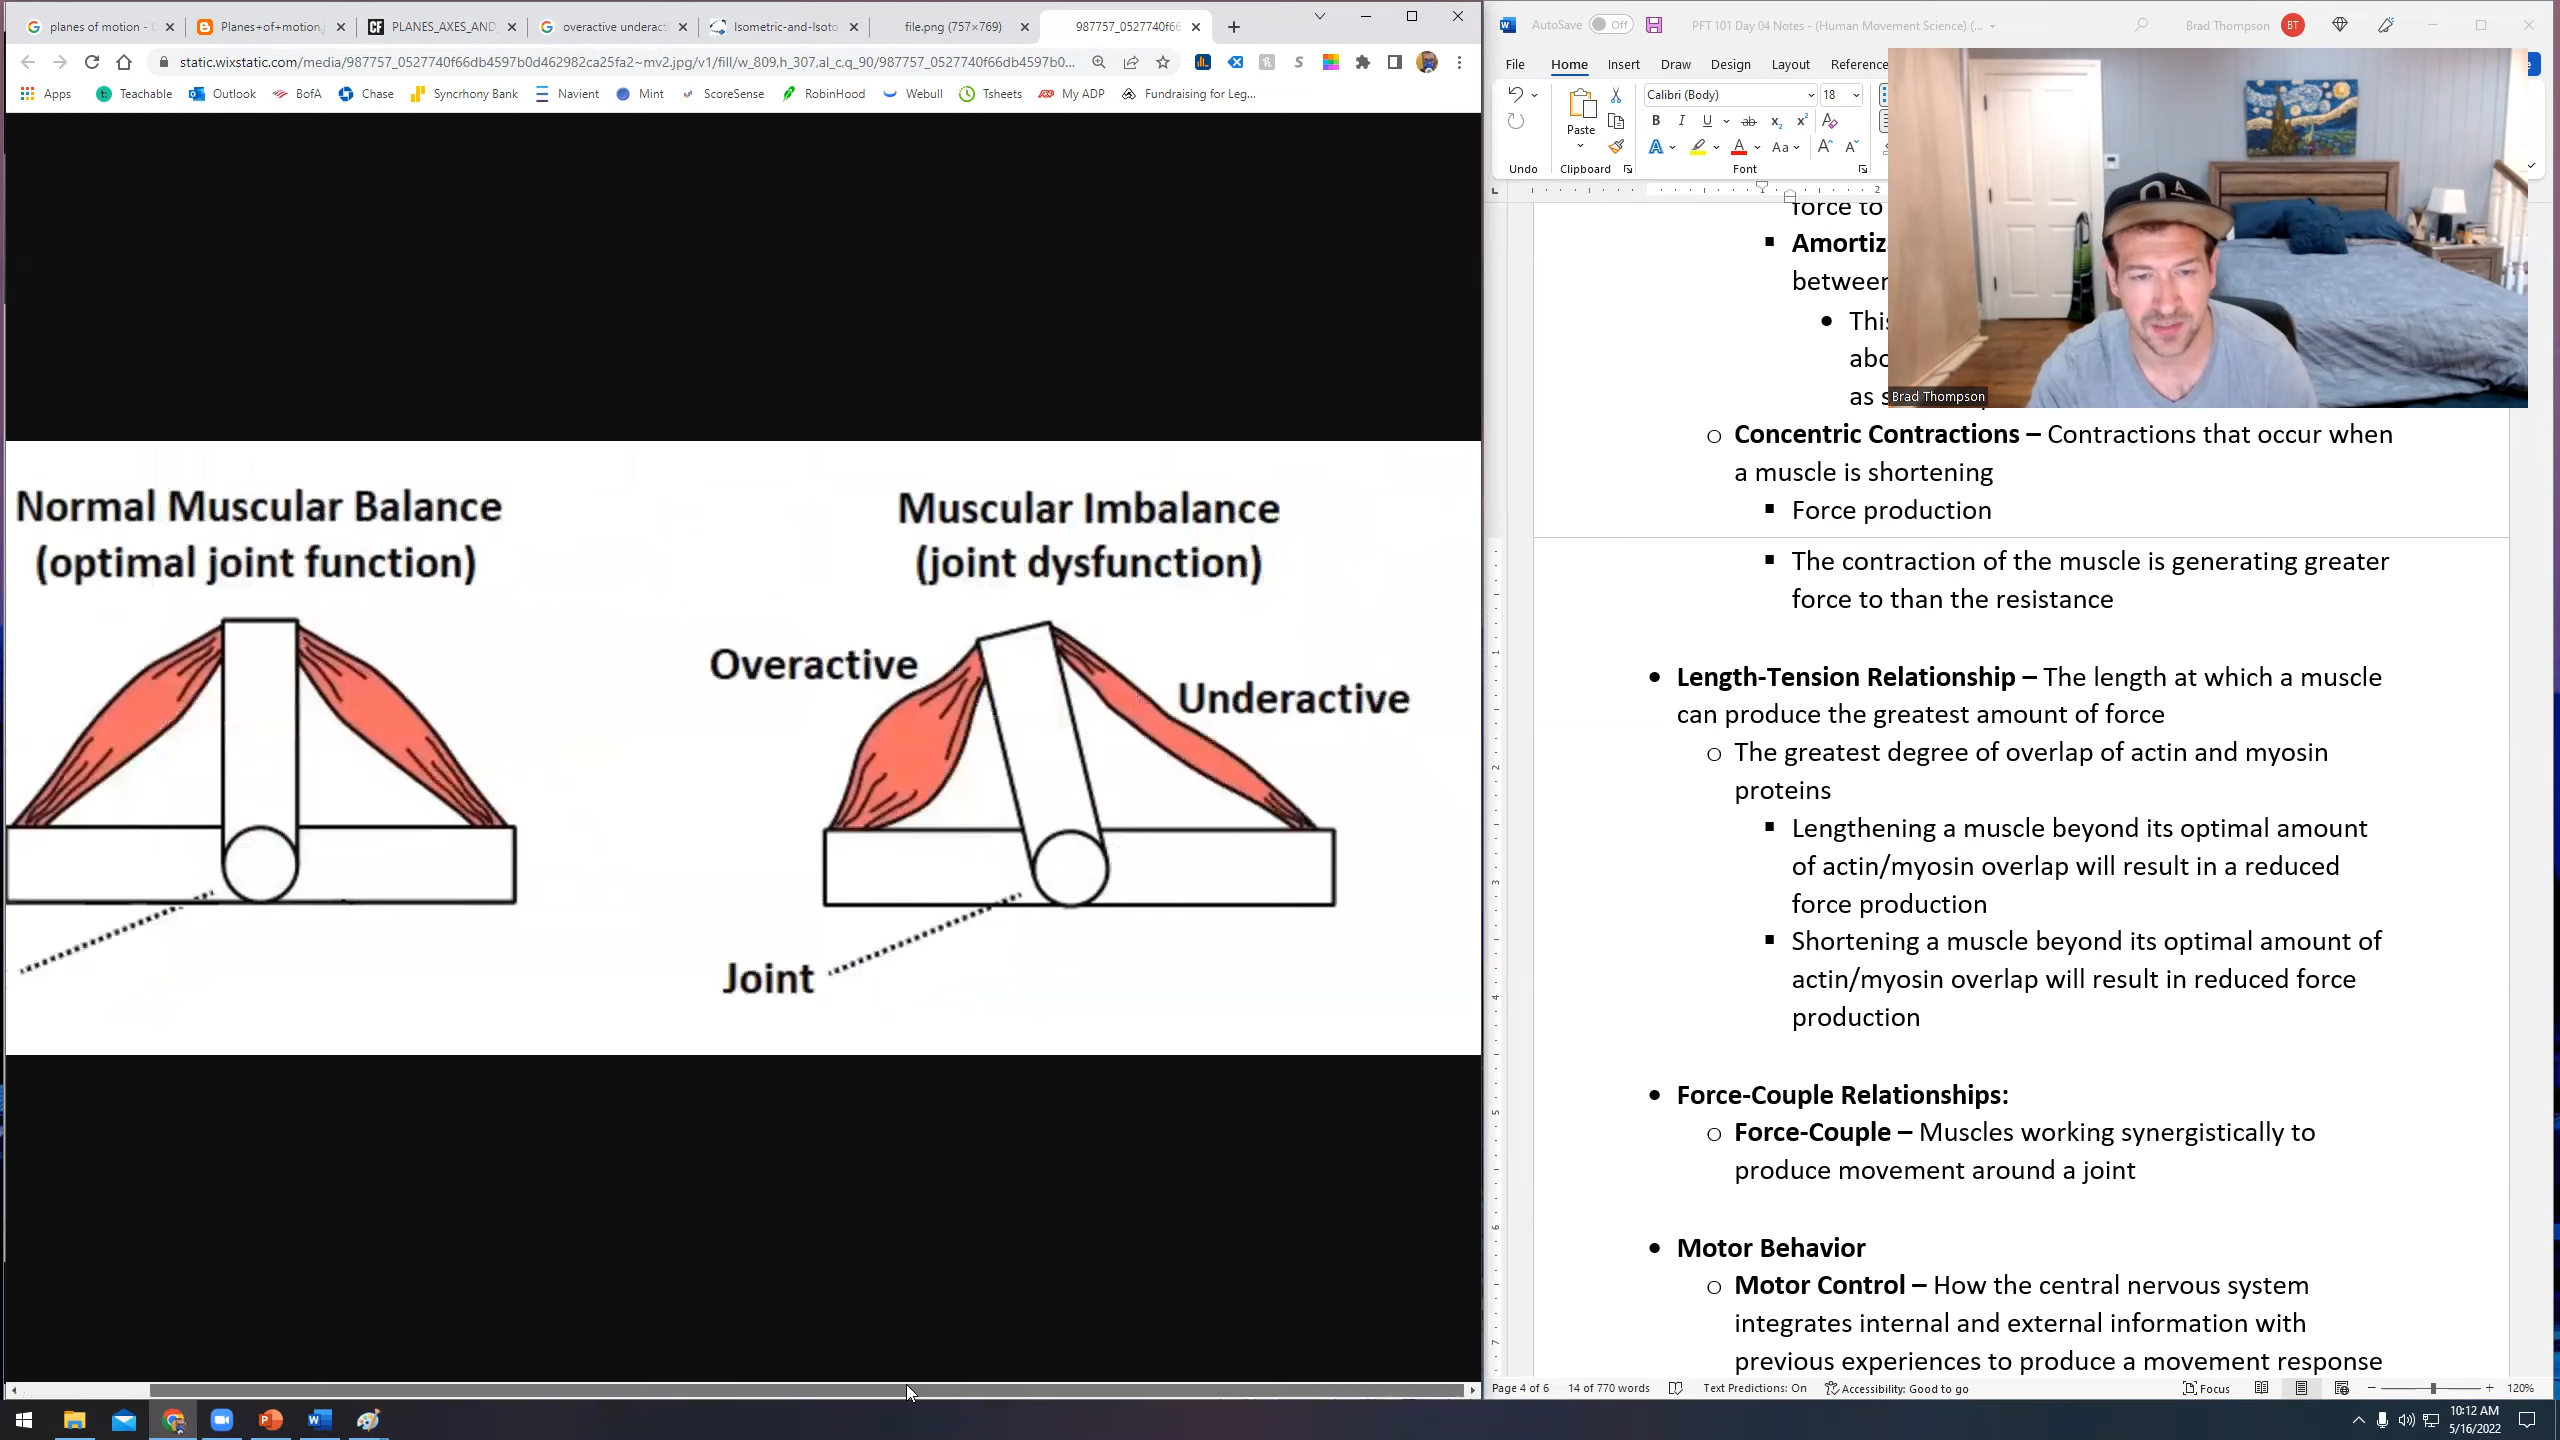 planes of motion - G
Planes+of+motion.j
PLANES_AXES_AND_
overactive underacti
Isometric-and-Isoto
file.png (757×769)
987757_0527740f66
static.wixstatic.com/media/987757_0527740f66db4597b0d462982ca25fa2~mv2.jpg/v1/fill/w_809,h_307,al_c,q_90/987757_0527740f66db4597b0...
Apps Teachable Outlook BofA Chase Syncrhony Bank Navient Mint ScoreSense RobinHood Webull Tsheets My ADP Fundraising for Leg...
Normal Muscular Balance
(optimal joint function)
Muscular Imbalance
(joint dysfunction)
Overactive
Underactive
Joint
AutoSave Off PFT 101 Day 04 Notes - (Human Movement Science) (... Brad Thompson BT
File Home Insert Draw Design Layout Reference
Calibri (Body) 18
Paste
Undo Clipboard Font
Brad Thompson
force to
Amortiz
between
This
abo
as s
o Concentric Contractions – Contractions that occur when
a muscle is shortening
▪ Force production
▪ The contraction of the muscle is generating greater
force to than the resistance
• Length-Tension Relationship – The length at which a muscle
can produce the greatest amount of force
o The greatest degree of overlap of actin and myosin
proteins
▪ Lengthening a muscle beyond its optimal amount
of actin/myosin overlap will result in a reduced
force production
▪ Shortening a muscle beyond its optimal amount of
actin/myosin overlap will result in reduced force
production
• Force-Couple Relationships:
o Force-Couple – Muscles working synergistically to
produce movement around a joint
• Motor Behavior
o Motor Control – How the central nervous system
integrates internal and external information with
previous experiences to produce a movement response
Page 4 of 6 14 of 770 words Text Predictions: On Accessibility: Good to go Focus 120%
10:12 AM
5/16/2022